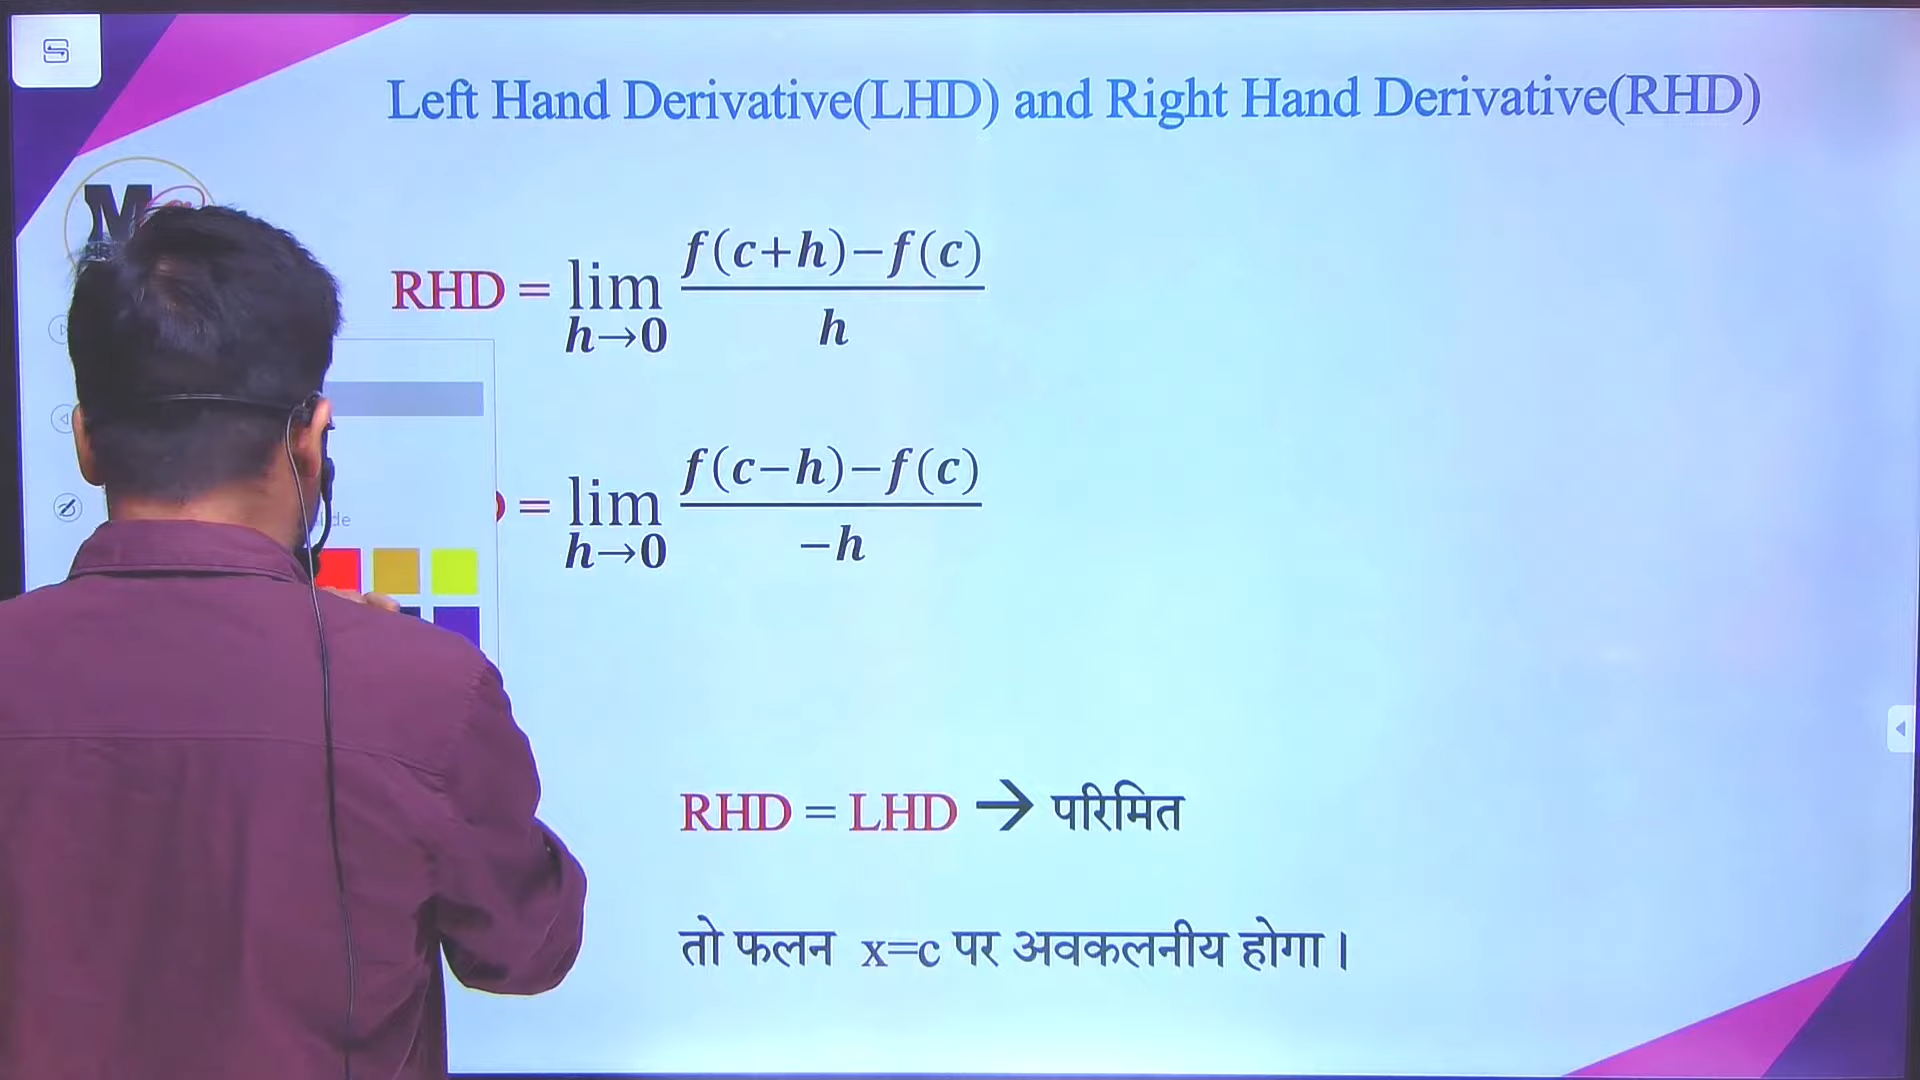 Left Hand Derivative(LHD) and Right Hand Derivative(RHD)
M
RHD = lim h→0 f(c+h)−f(c) / h
= lim h→0 f(c−h)−f(c) / −h
RHD = LHD → परिमित
तो फलन x=c पर अवकलनीय होगा।